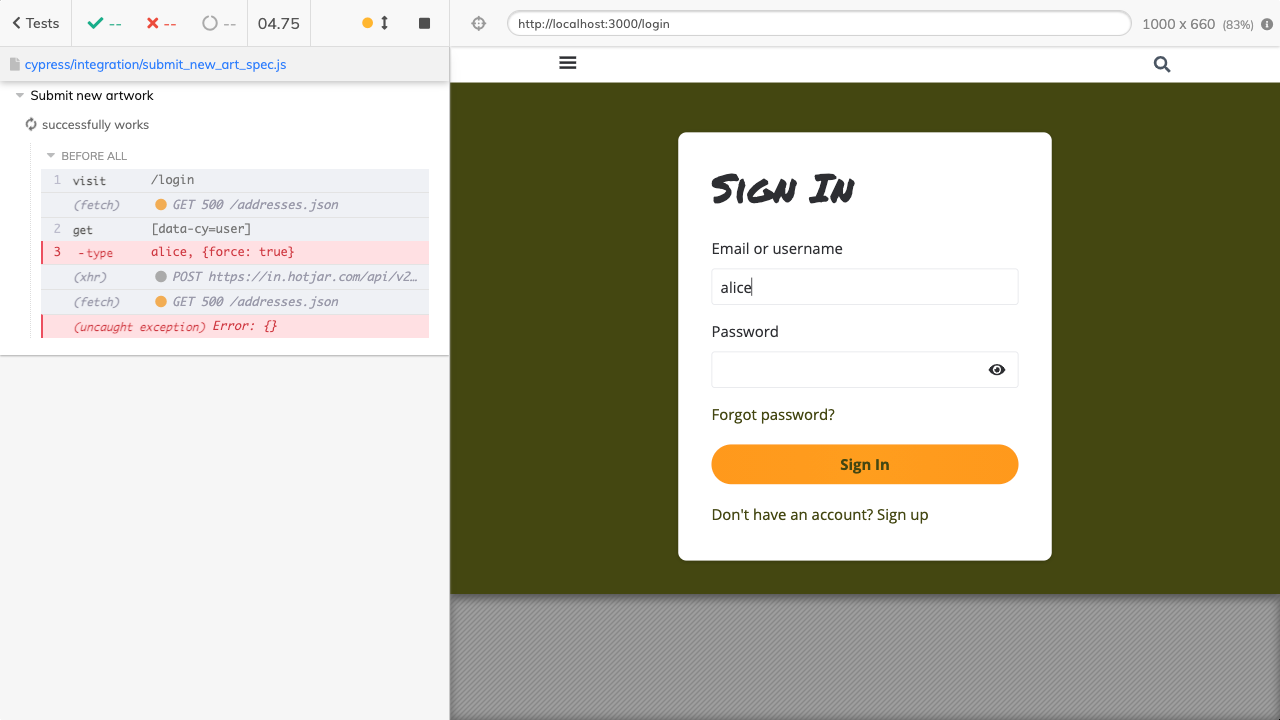 Tests -- -- -- 04.75
http://localhost:3000/login 1000 x 660 (83%)
cypress/integration/submit_new_art_spec.js
Submit new artwork
successfully works
BEFORE ALL
1 visit /login
(fetch) GET 500 /addresses.json
2 get [data-cy=user]
3 -type alice, {force: true}
(xhr) POST https://in.hotjar.com/api/v2…
(fetch) GET 500 /addresses.json
(uncaught exception) Error: {}
Sign In
Email or username
alice
Password
Forgot password?
Sign In
Don't have an account? Sign up